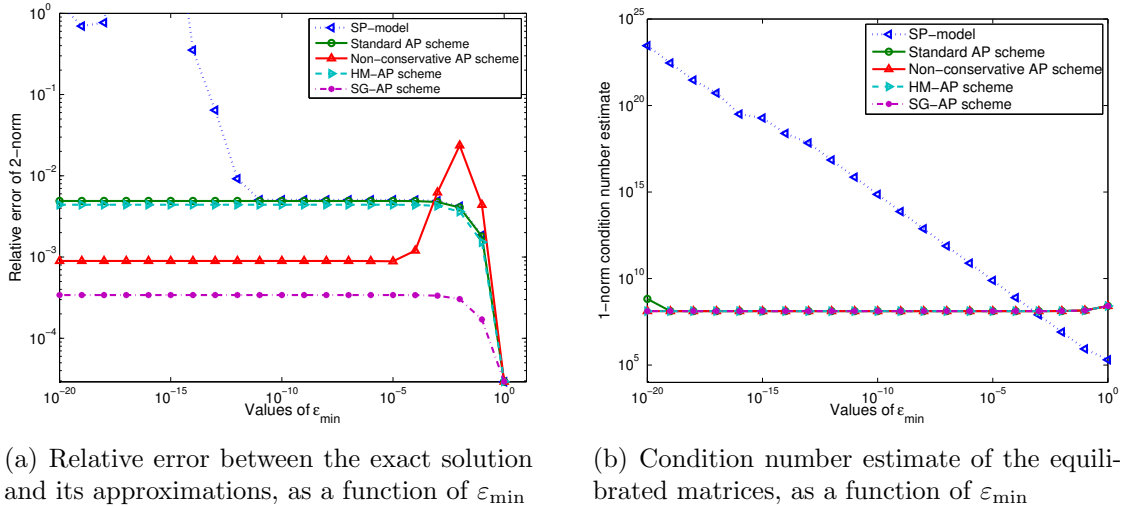 10^0
10^−1
10^−2
10^−3
10^−4
Relative error of 2−norm
SP−model
Standard AP scheme
Non−conservative AP scheme
HM−AP scheme
SG−AP scheme
10^−20
10^−15
10^−10
10^−5
10^0
Values of ε_min
10^25
10^20
10^15
10^10
10^5
1−norm condition number estimate
SP−model
Standard AP scheme
Non−conservative AP scheme
HM−AP scheme
SG−AP scheme
10^−20
10^−15
10^−10
10^−5
10^0
Values of ε_min
(a) Relative error between the exact solution
and its approximations, as a function of ε_min
(b) Condition number estimate of the equili-
brated matrices, as a function of ε_min